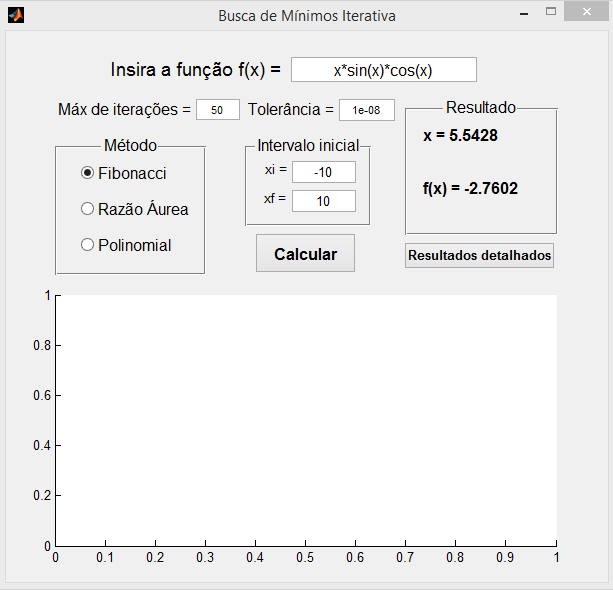 Busca de Mínimos Iterativa
Insira a função f(x) = x*sin(x)*cos(x)
Máx de iterações = 50 Tolerância = 1e-08
Resultado
x = 5.5428
f(x) = -2.7602
Método
Fibonacci
Razão Áurea
Polinomial
Intervalo inicial
xi = -10
xf = 10
Calcular
Resultados detalhados
1
0.8
0.6
0.4
0.2
0
0 0.1 0.2 0.3 0.4 0.5 0.6 0.7 0.8 0.9 1